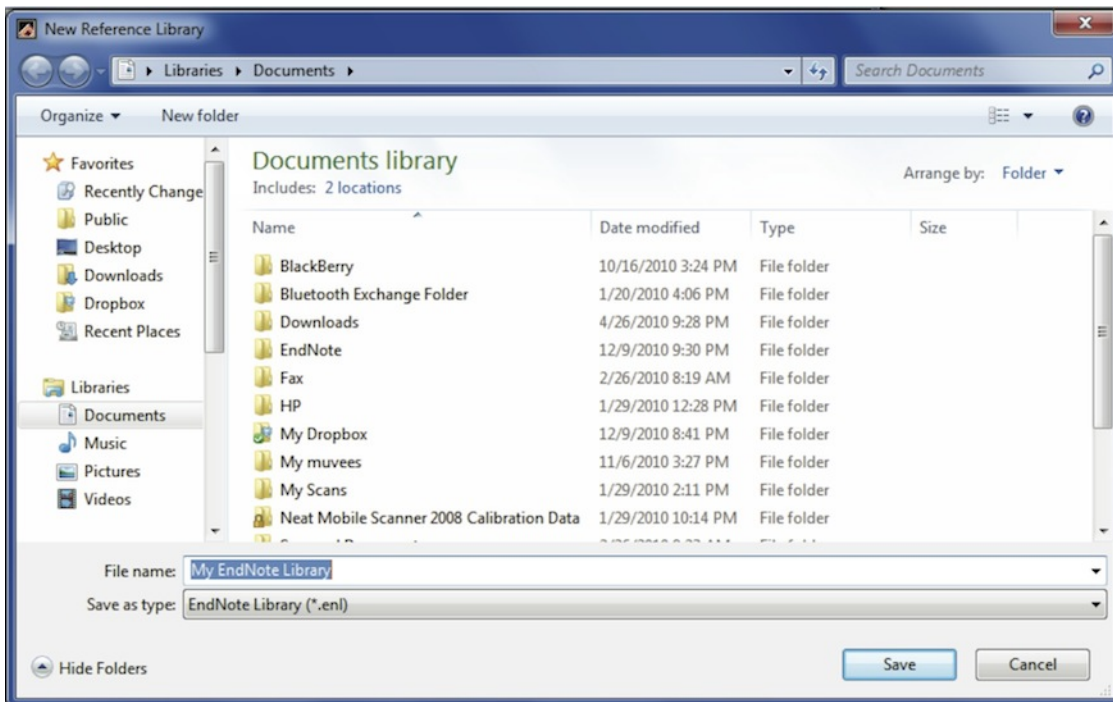 New Reference Library
Libraries Documents
Search Documents
Organize New folder
Favorites
Recently Change
Public
Desktop
Downloads
Dropbox
Recent Places
Libraries
Documents
Music
Pictures
Videos
Documents library
Includes: 2 locations
Arrange by: Folder
Name Date modified Type Size
BlackBerry 10/16/2010 3:24 PM File folder
Bluetooth Exchange Folder 1/20/2010 4:06 PM File folder
Downloads 4/26/2010 9:28 PM File folder
EndNote 12/9/2010 9:30 PM File folder
Fax 2/26/2010 8:19 AM File folder
HP 1/29/2010 12:28 PM File folder
My Dropbox 12/9/2010 8:41 PM File folder
My muvees 11/6/2010 3:27 PM File folder
My Scans 1/29/2010 2:11 PM File folder
Neat Mobile Scanner 2008 Calibration Data 1/29/2010 10:14 PM File folder
File name: My EndNote Library
Save as type: EndNote Library (*.enl)
Hide Folders
Save Cancel